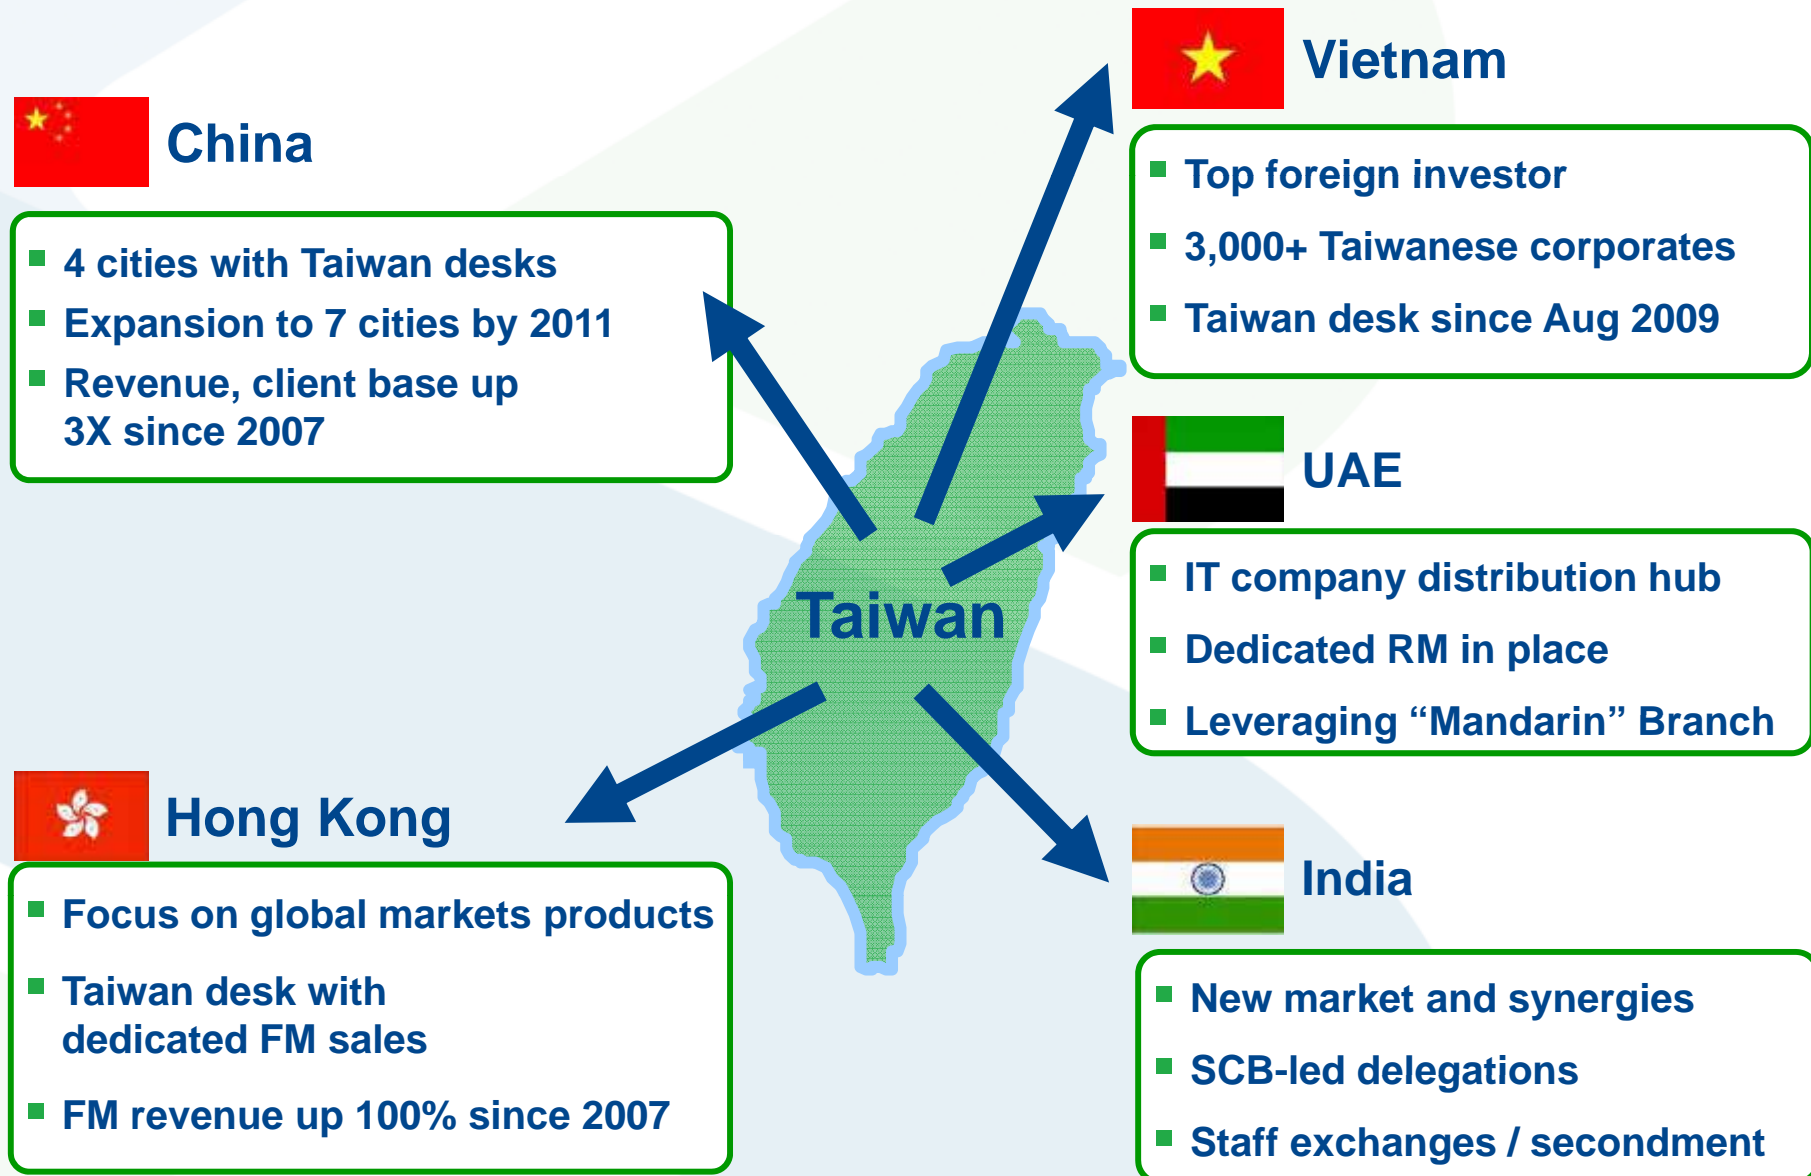 China
4 cities with Taiwan desks
Expansion to 7 cities by 2011
Revenue, client base up
3X since 2007
Vietnam
Top foreign investor
3,000+ Taiwanese corporates
Taiwan desk since Aug 2009
UAE
IT company distribution hub
Dedicated RM in place
Leveraging “Mandarin” Branch
Taiwan
Hong Kong
Focus on global markets products
Taiwan desk with
dedicated FM sales
FM revenue up 100% since 2007
India
New market and synergies
SCB-led delegations
Staff exchanges / secondment